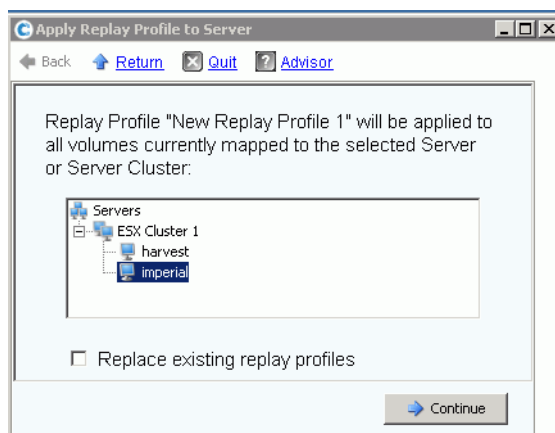 Apply Replay Profile to Server
Back Return Quit Advisor
Replay Profile "New Replay Profile 1" will be applied to
all volumes currently mapped to the selected Server
or Server Cluster:
Servers
ESX Cluster 1
harvest
imperial
Replace existing replay profiles
Continue